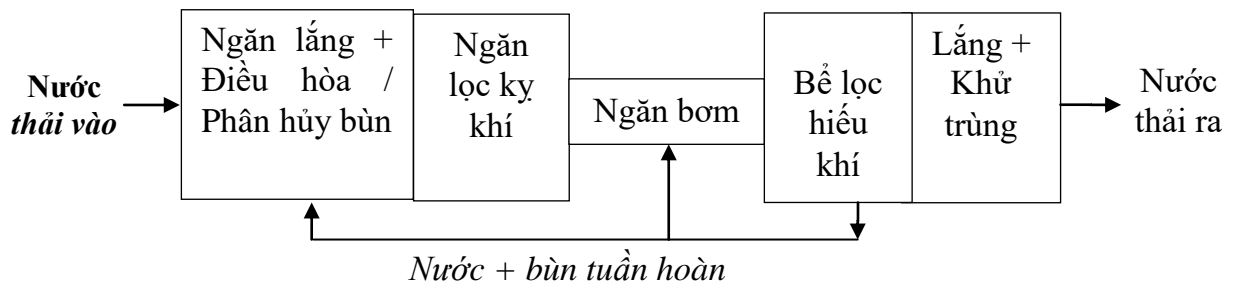 Nước
thải vào
Ngăn lắng +
Điều hòa /
Phân hủy bùn
Ngăn
lọc kỵ
khí
Ngăn bơm
Bể lọc
hiếu
khí
Lắng +
Khử
trùng
Nước
thải ra
Nước + bùn tuần hoàn